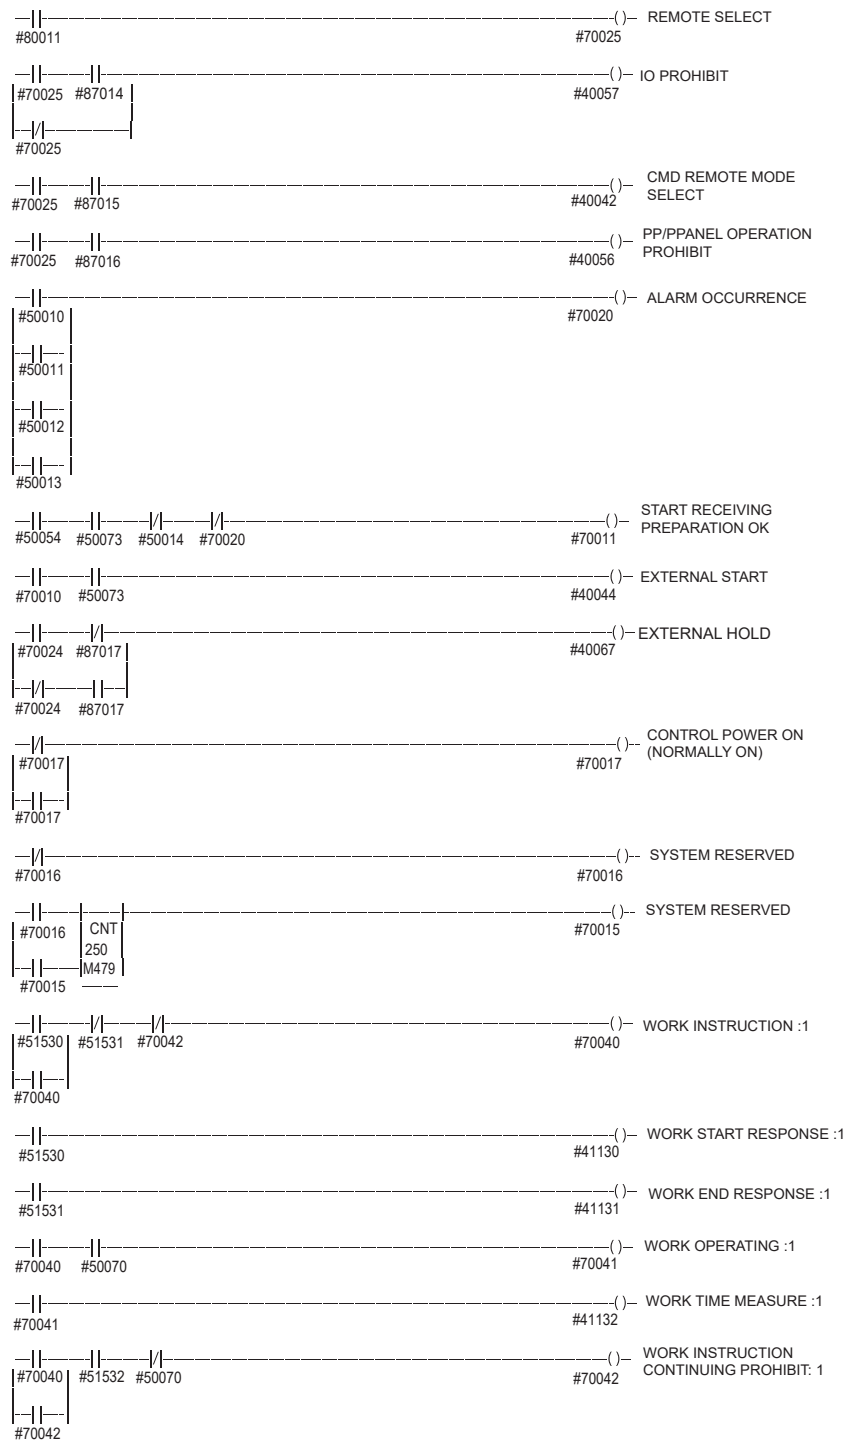 REMOTE SELECT
#80011 #70025
IO PROHIBIT
#70025 #87014 #40057
#70025
CMD REMOTE MODE
SELECT
#70025 #87015 #40042
PP/PPANEL OPERATION
PROHIBIT
#70025 #87016 #40056
ALARM OCCURRENCE
#50010 #70020
#50011
#50012
#50013
START RECEIVING
PREPARATION OK
#50054 #50073 #50014 #70020 #70011
EXTERNAL START
#70010 #50073 #40044
EXTERNAL HOLD
#70024 #87017 #40067
#70024 #87017
CONTROL POWER ON
(NORMALLY ON)
#70017 #70017
#70017
SYSTEM RESERVED
#70016 #70016
SYSTEM RESERVED
#70016 CNT #70015
250
M479
#70015
WORK INSTRUCTION :1
#51530 #51531 #70042 #70040
#70040
WORK START RESPONSE :1
#51530 #41130
WORK END RESPONSE :1
#51531 #41131
WORK OPERATING :1
#70040 #50070 #70041
WORK TIME MEASURE :1
#70041 #41132
WORK INSTRUCTION
CONTINUING PROHIBIT: 1
#70040 #51532 #50070 #70042
#70042